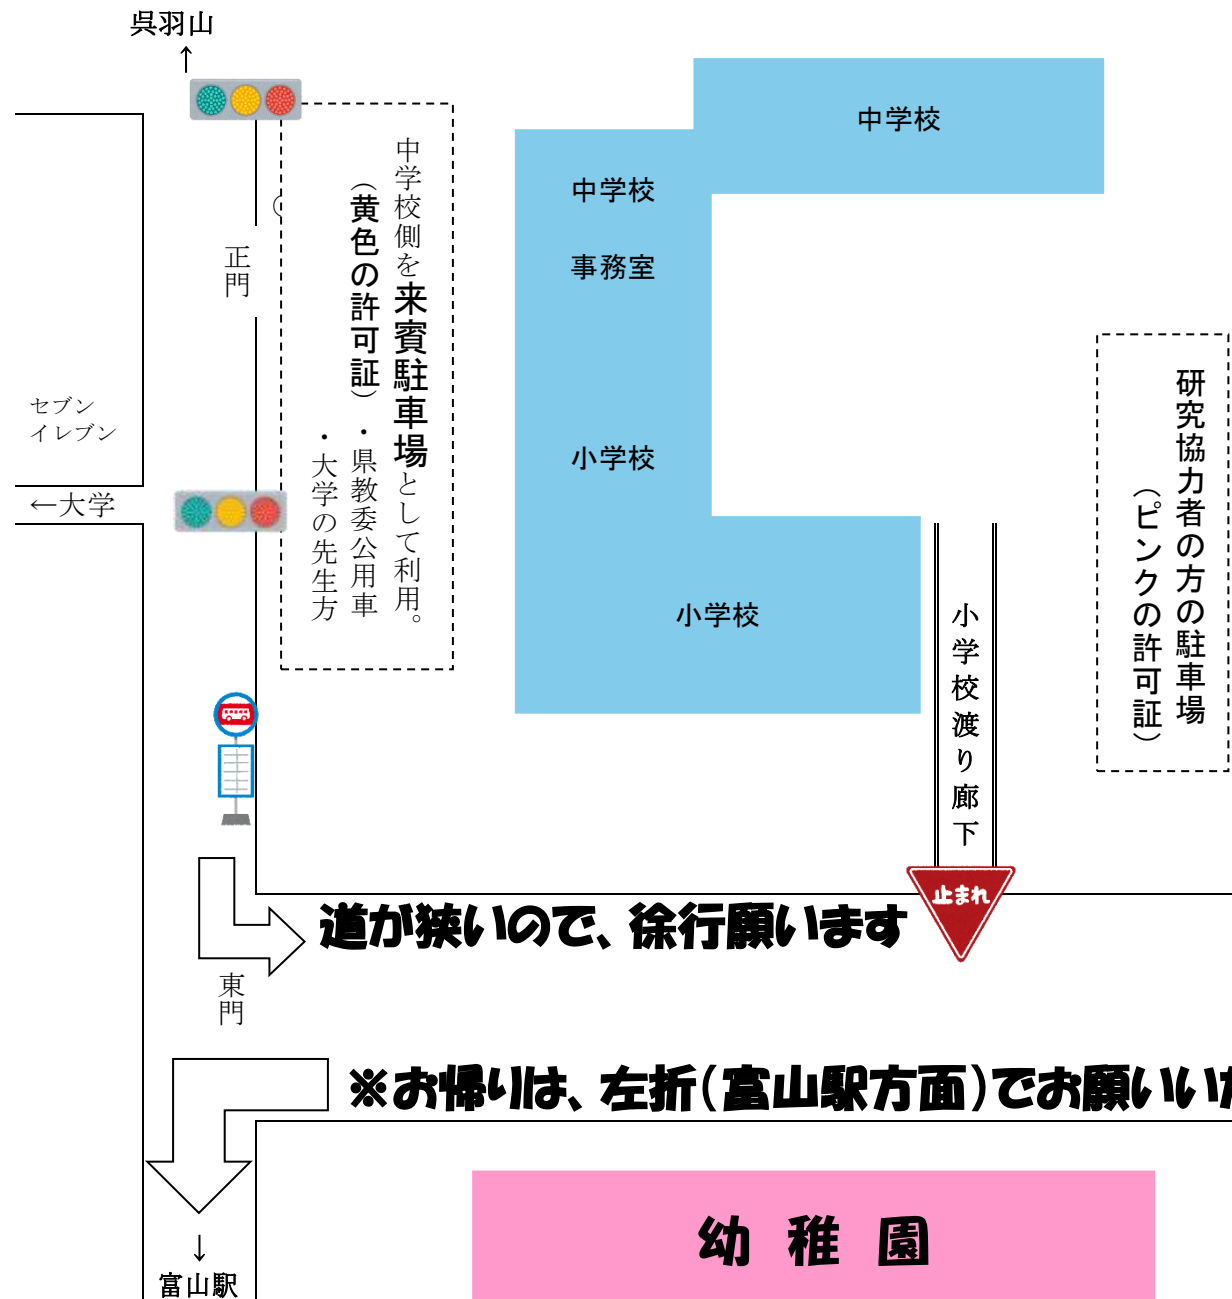 呉羽山
↑
中学校
中学校
事務室
正門
中学校側を来賓駐車場として利用。
（黄色の許可証）・県教委公用車
・大学の先生方
セブン
イレブン
←大学
小学校
小学校
研究協力者の方の駐車場
（ピンクの許可証）
小学校渡り廊下
止まれ
道が狭いので、徐行願います
東門
※お帰りは、左折（富山駅方面）でお願いい
幼稚園
↓
富山駅